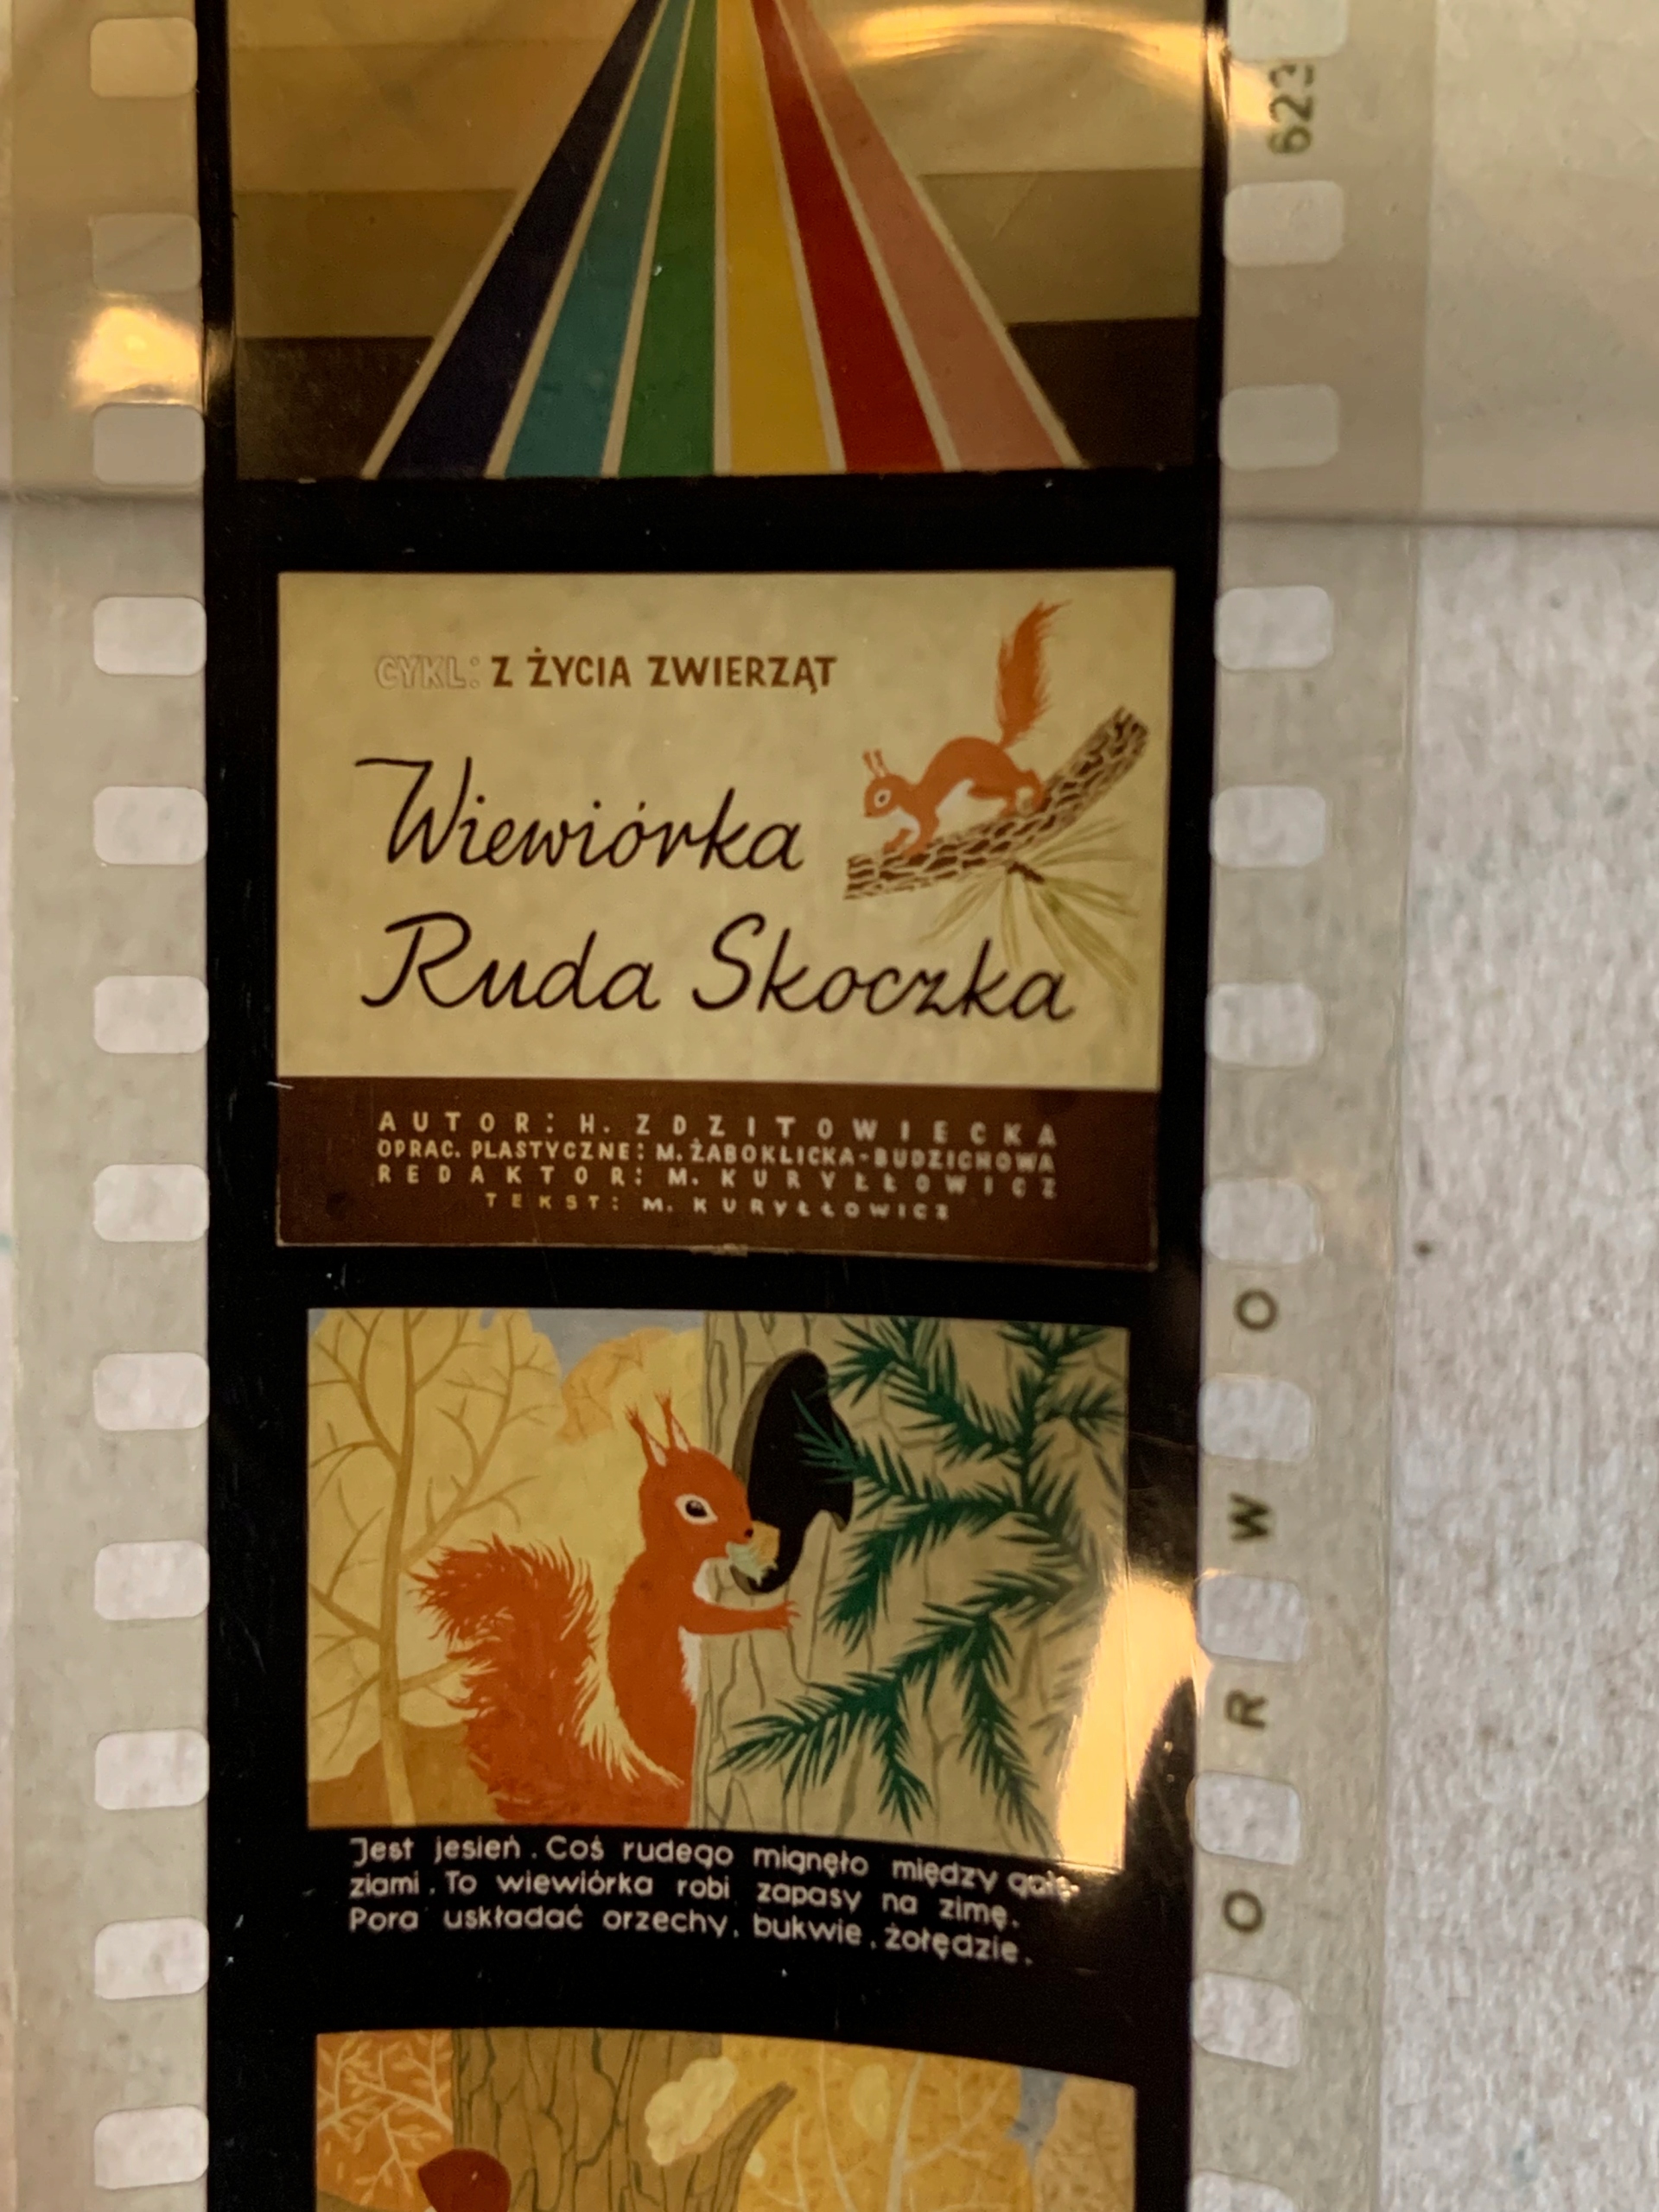 623
CYKL: Z ŻYCIA ZWIERZĄT
Wiewiórka
Ruda Skoczka
AUTOR: H. ZDZITOWIECKA
OPRAC. PLASTYCZNE: M. ŻABOKLICKA-BUDZICHOWA
REDAKTOR: M. KURYŁŁOWICZ
TEKST: M. KURYŁŁOWICZ
Jest jesień. Coś rudego mignęło między gałę-
ziami. To wiewiórka robi zapasy na zimę.
Pora uskładać orzechy, bukwie, żołędzie.
ORWO